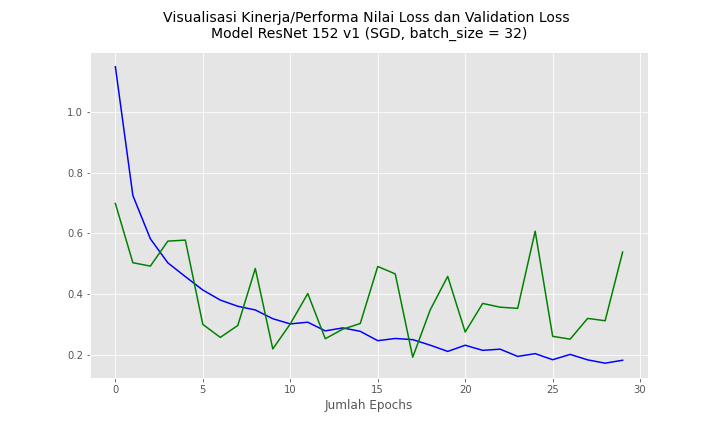 Visualisasi Kinerja/Performa Nilai Loss dan Validation Loss
Model ResNet 152 v1 (SGD, batch_size = 32)
1.0
0.8
0.6
0.4
0.2
0 5 10 15 20 25 30
Jumlah Epochs